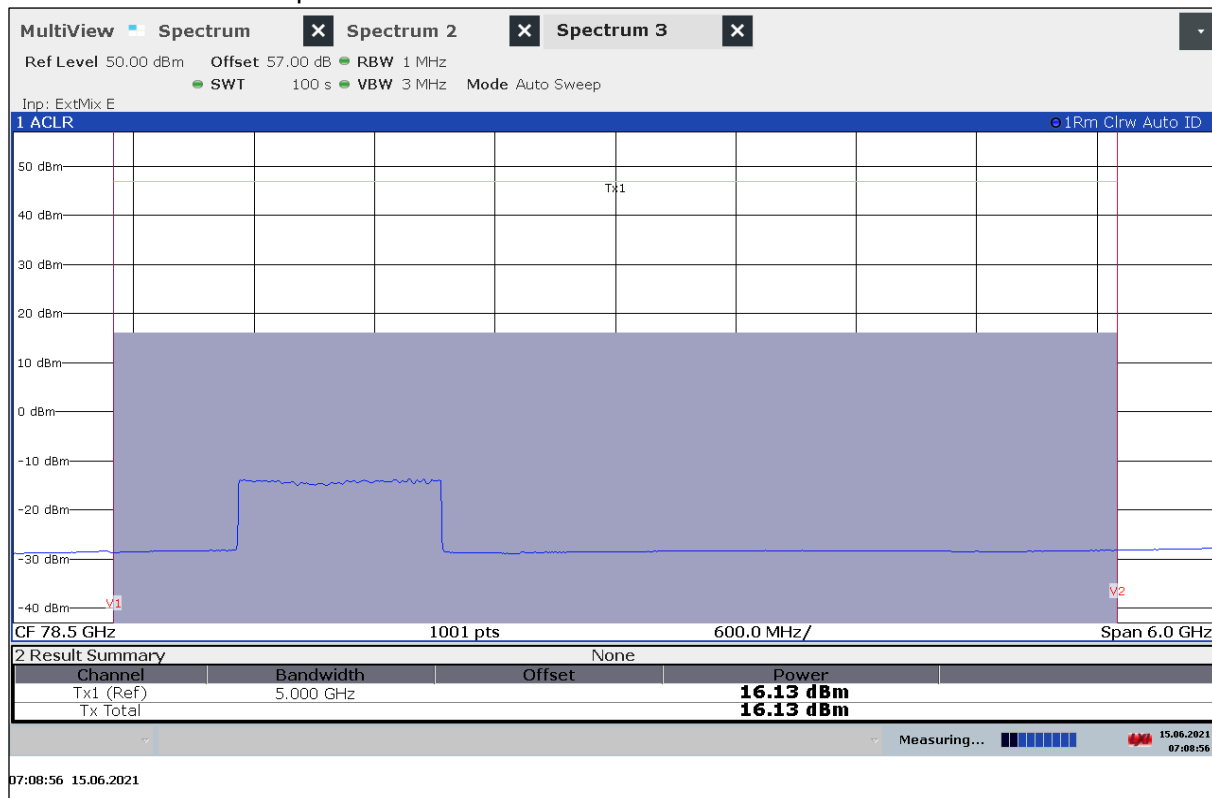 MultiView Spectrum Spectrum 2 Spectrum 3
Ref Level 50.00 dBm Offset 57.00 dB RBW 1 MHz
SWT 100 s VBW 3 MHz Mode Auto Sweep
Inp: ExtMix E
1 ACLR 1Rm Clrw Auto ID
50 dBm
Tx1
40 dBm
30 dBm
20 dBm
10 dBm
0 dBm
-10 dBm
-20 dBm
-30 dBm
V2
-40 dBm V1
CF 78.5 GHz 1001 pts 600.0 MHz/ Span 6.0 GHz
2 Result Summary None
Channel Bandwidth Offset Power
Tx1 (Ref) 5.000 GHz 16.13 dBm
Tx Total 16.13 dBm
Measuring... 15.06.2021
07:08:56
07:08:56 15.06.2021